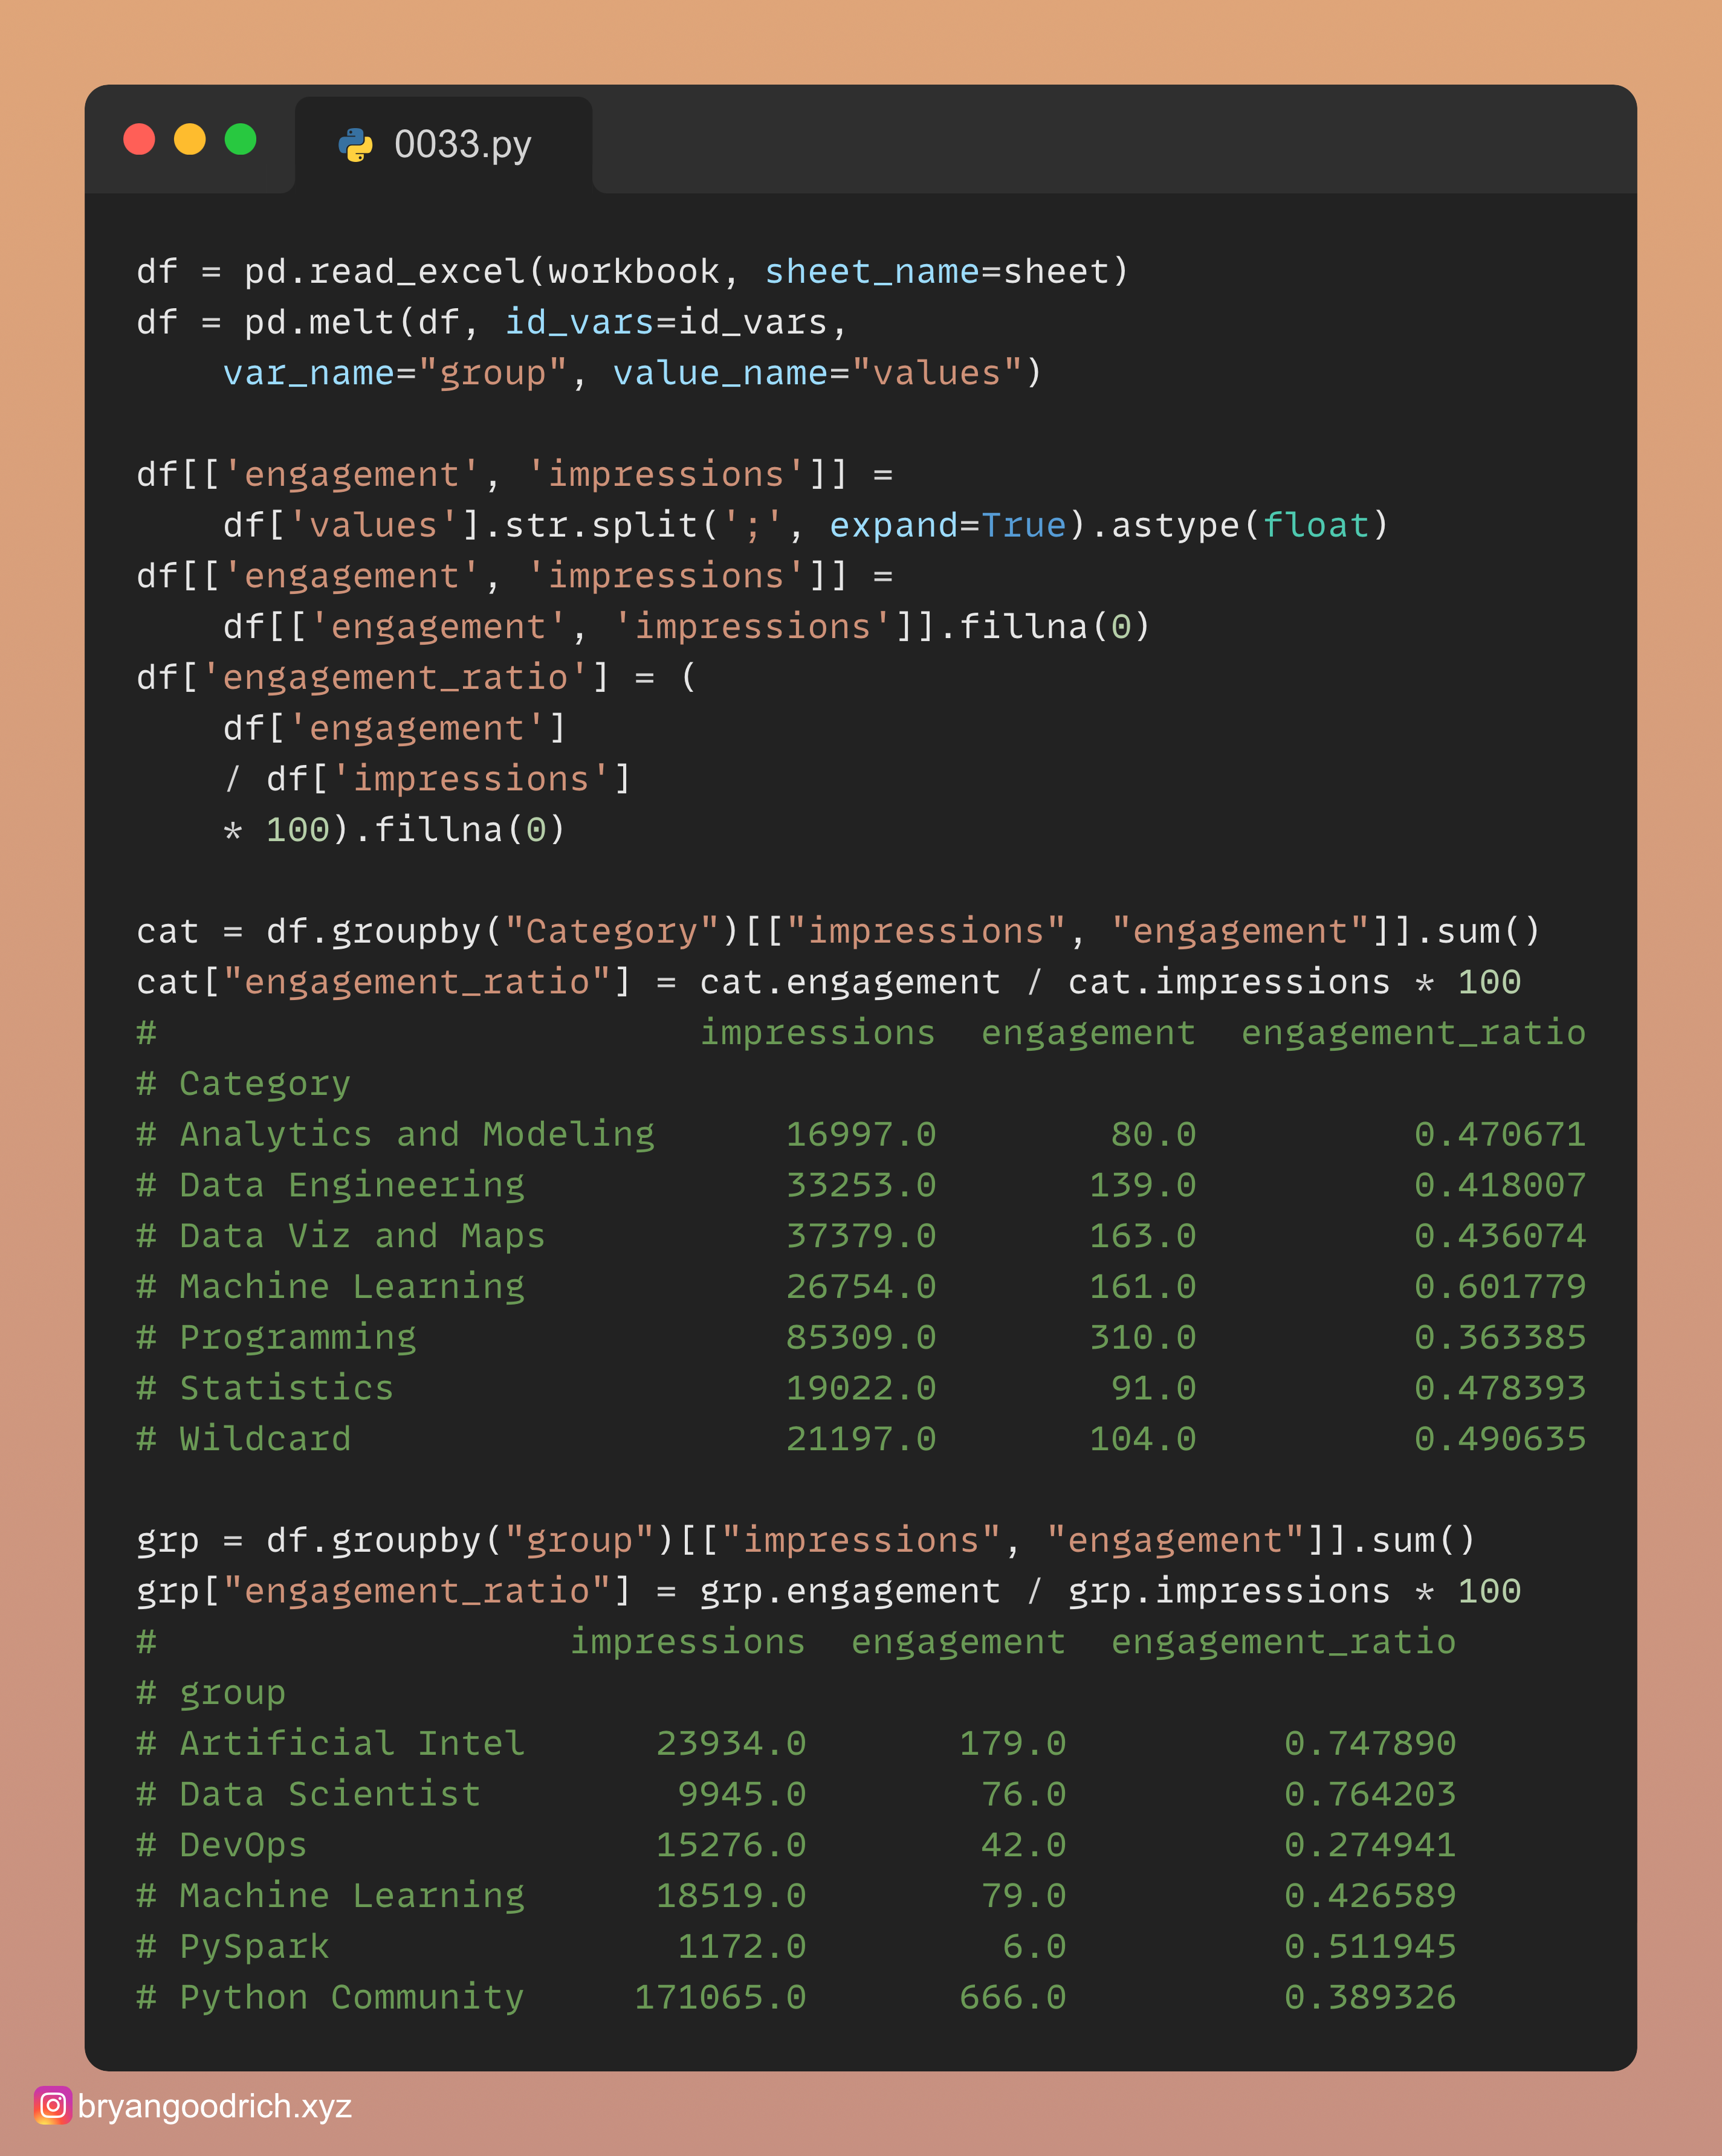 0033.py
df = pd.read_excel(workbook, sheet_name=sheet)
df = pd.melt(df, id_vars=id_vars,
    var_name="group", value_name="values")

df[['engagement', 'impressions']] =
    df['values'].str.split(';', expand=True).astype(float)
df[['engagement', 'impressions']] =
    df[['engagement', 'impressions']].fillna(0)
df['engagement_ratio'] = (
    df['engagement']
    / df['impressions']
    * 100).fillna(0)

cat = df.groupby("Category")[["impressions", "engagement"]].sum()
cat["engagement_ratio"] = cat.engagement / cat.impressions * 100
#                         impressions  engagement  engagement_ratio
# Category
# Analytics and Modeling      16997.0        80.0          0.470671
# Data Engineering            33253.0       139.0          0.418007
# Data Viz and Maps           37379.0       163.0          0.436074
# Machine Learning            26754.0       161.0          0.601779
# Programming                 85309.0       310.0          0.363385
# Statistics                  19022.0        91.0          0.478393
# Wildcard                    21197.0       104.0          0.490635

grp = df.groupby("group")[["impressions", "engagement"]].sum()
grp["engagement_ratio"] = grp.engagement / grp.impressions * 100
#                   impressions  engagement  engagement_ratio
# group
# Artificial Intel      23934.0       179.0          0.747890
# Data Scientist         9945.0        76.0          0.764203
# DevOps                15276.0        42.0          0.274941
# Machine Learning      18519.0        79.0          0.426589
# PySpark                1172.0         6.0          0.511945
# Python Community     171065.0       666.0          0.389326
bryangoodrich.xyz